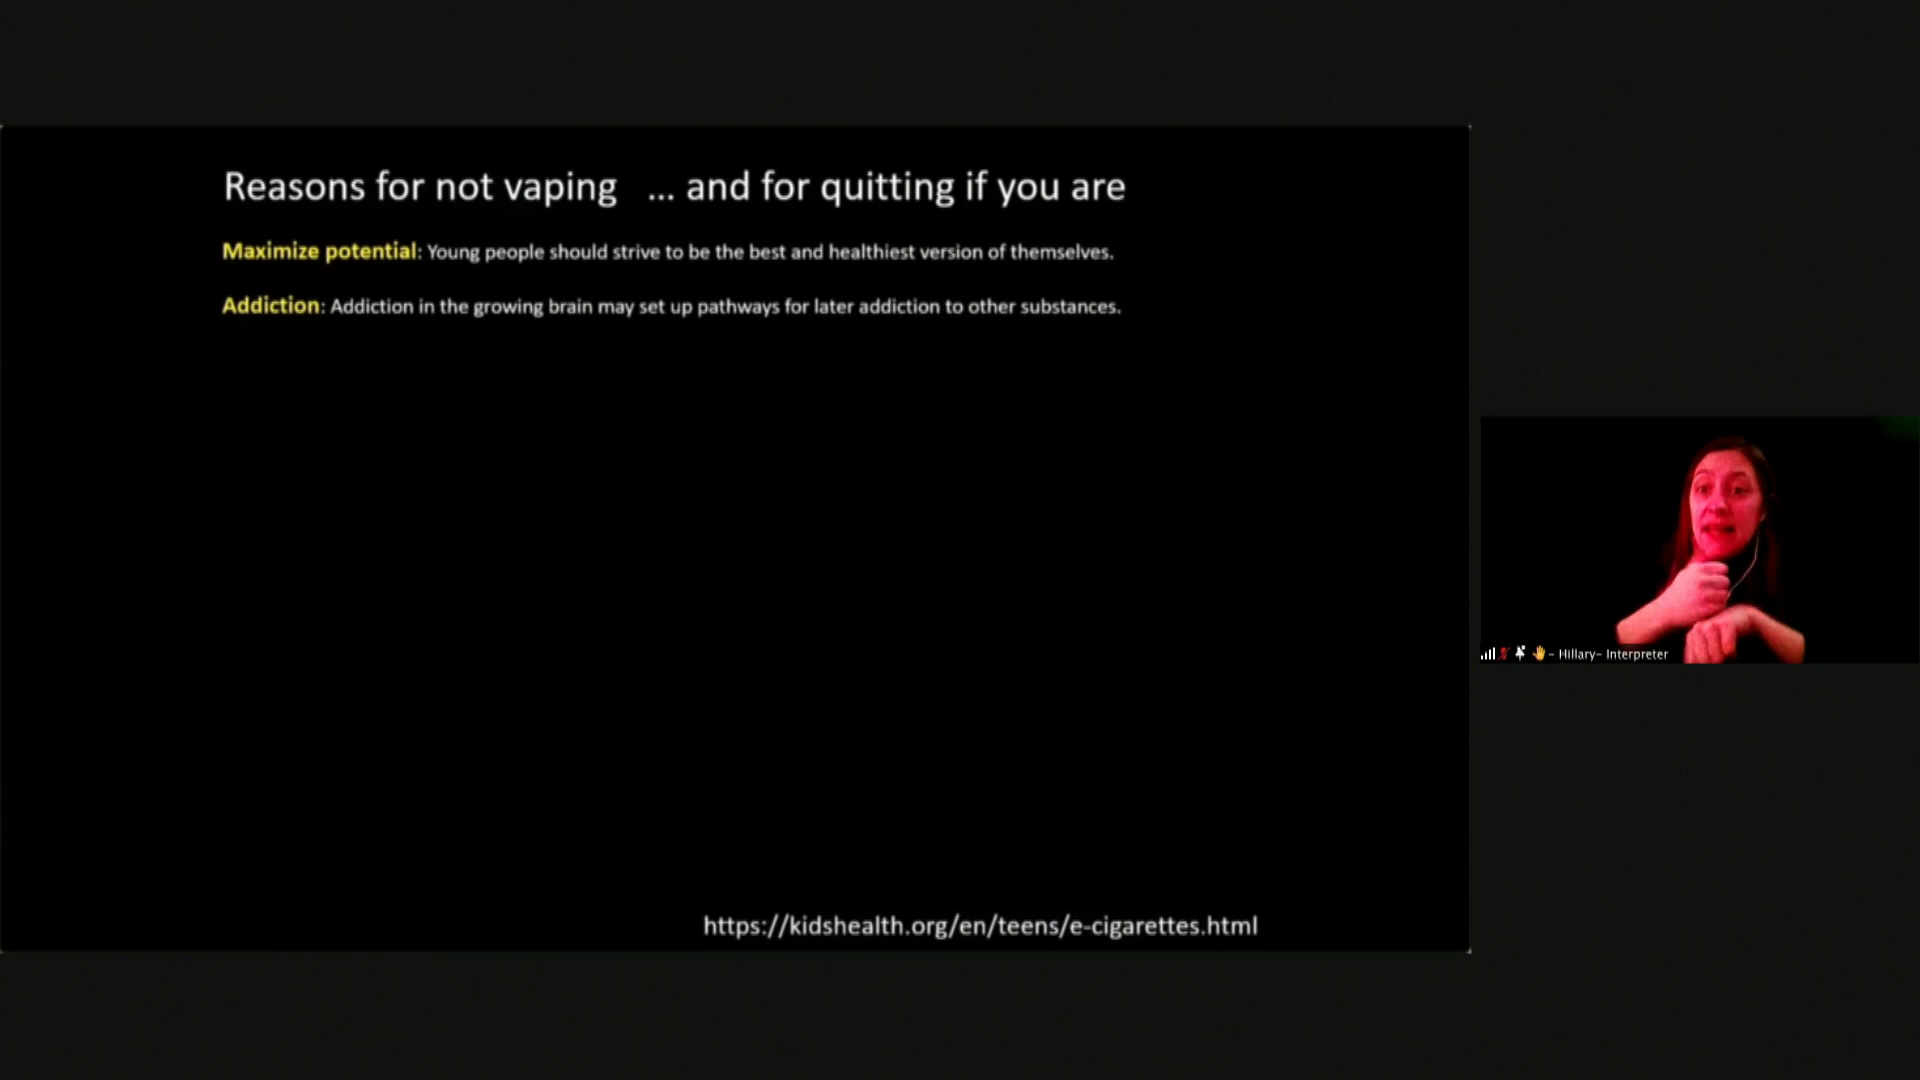 Reasons for not vaping ... and for quitting if you are
Maximize potential: Young people should strive to be the best and healthiest version of themselves.
Addiction: Addiction in the growing brain may set up pathways for later addiction to other substances.
https://kidshealth.org/en/teens/e-cigarettes.html
- Hillary- Interpreter